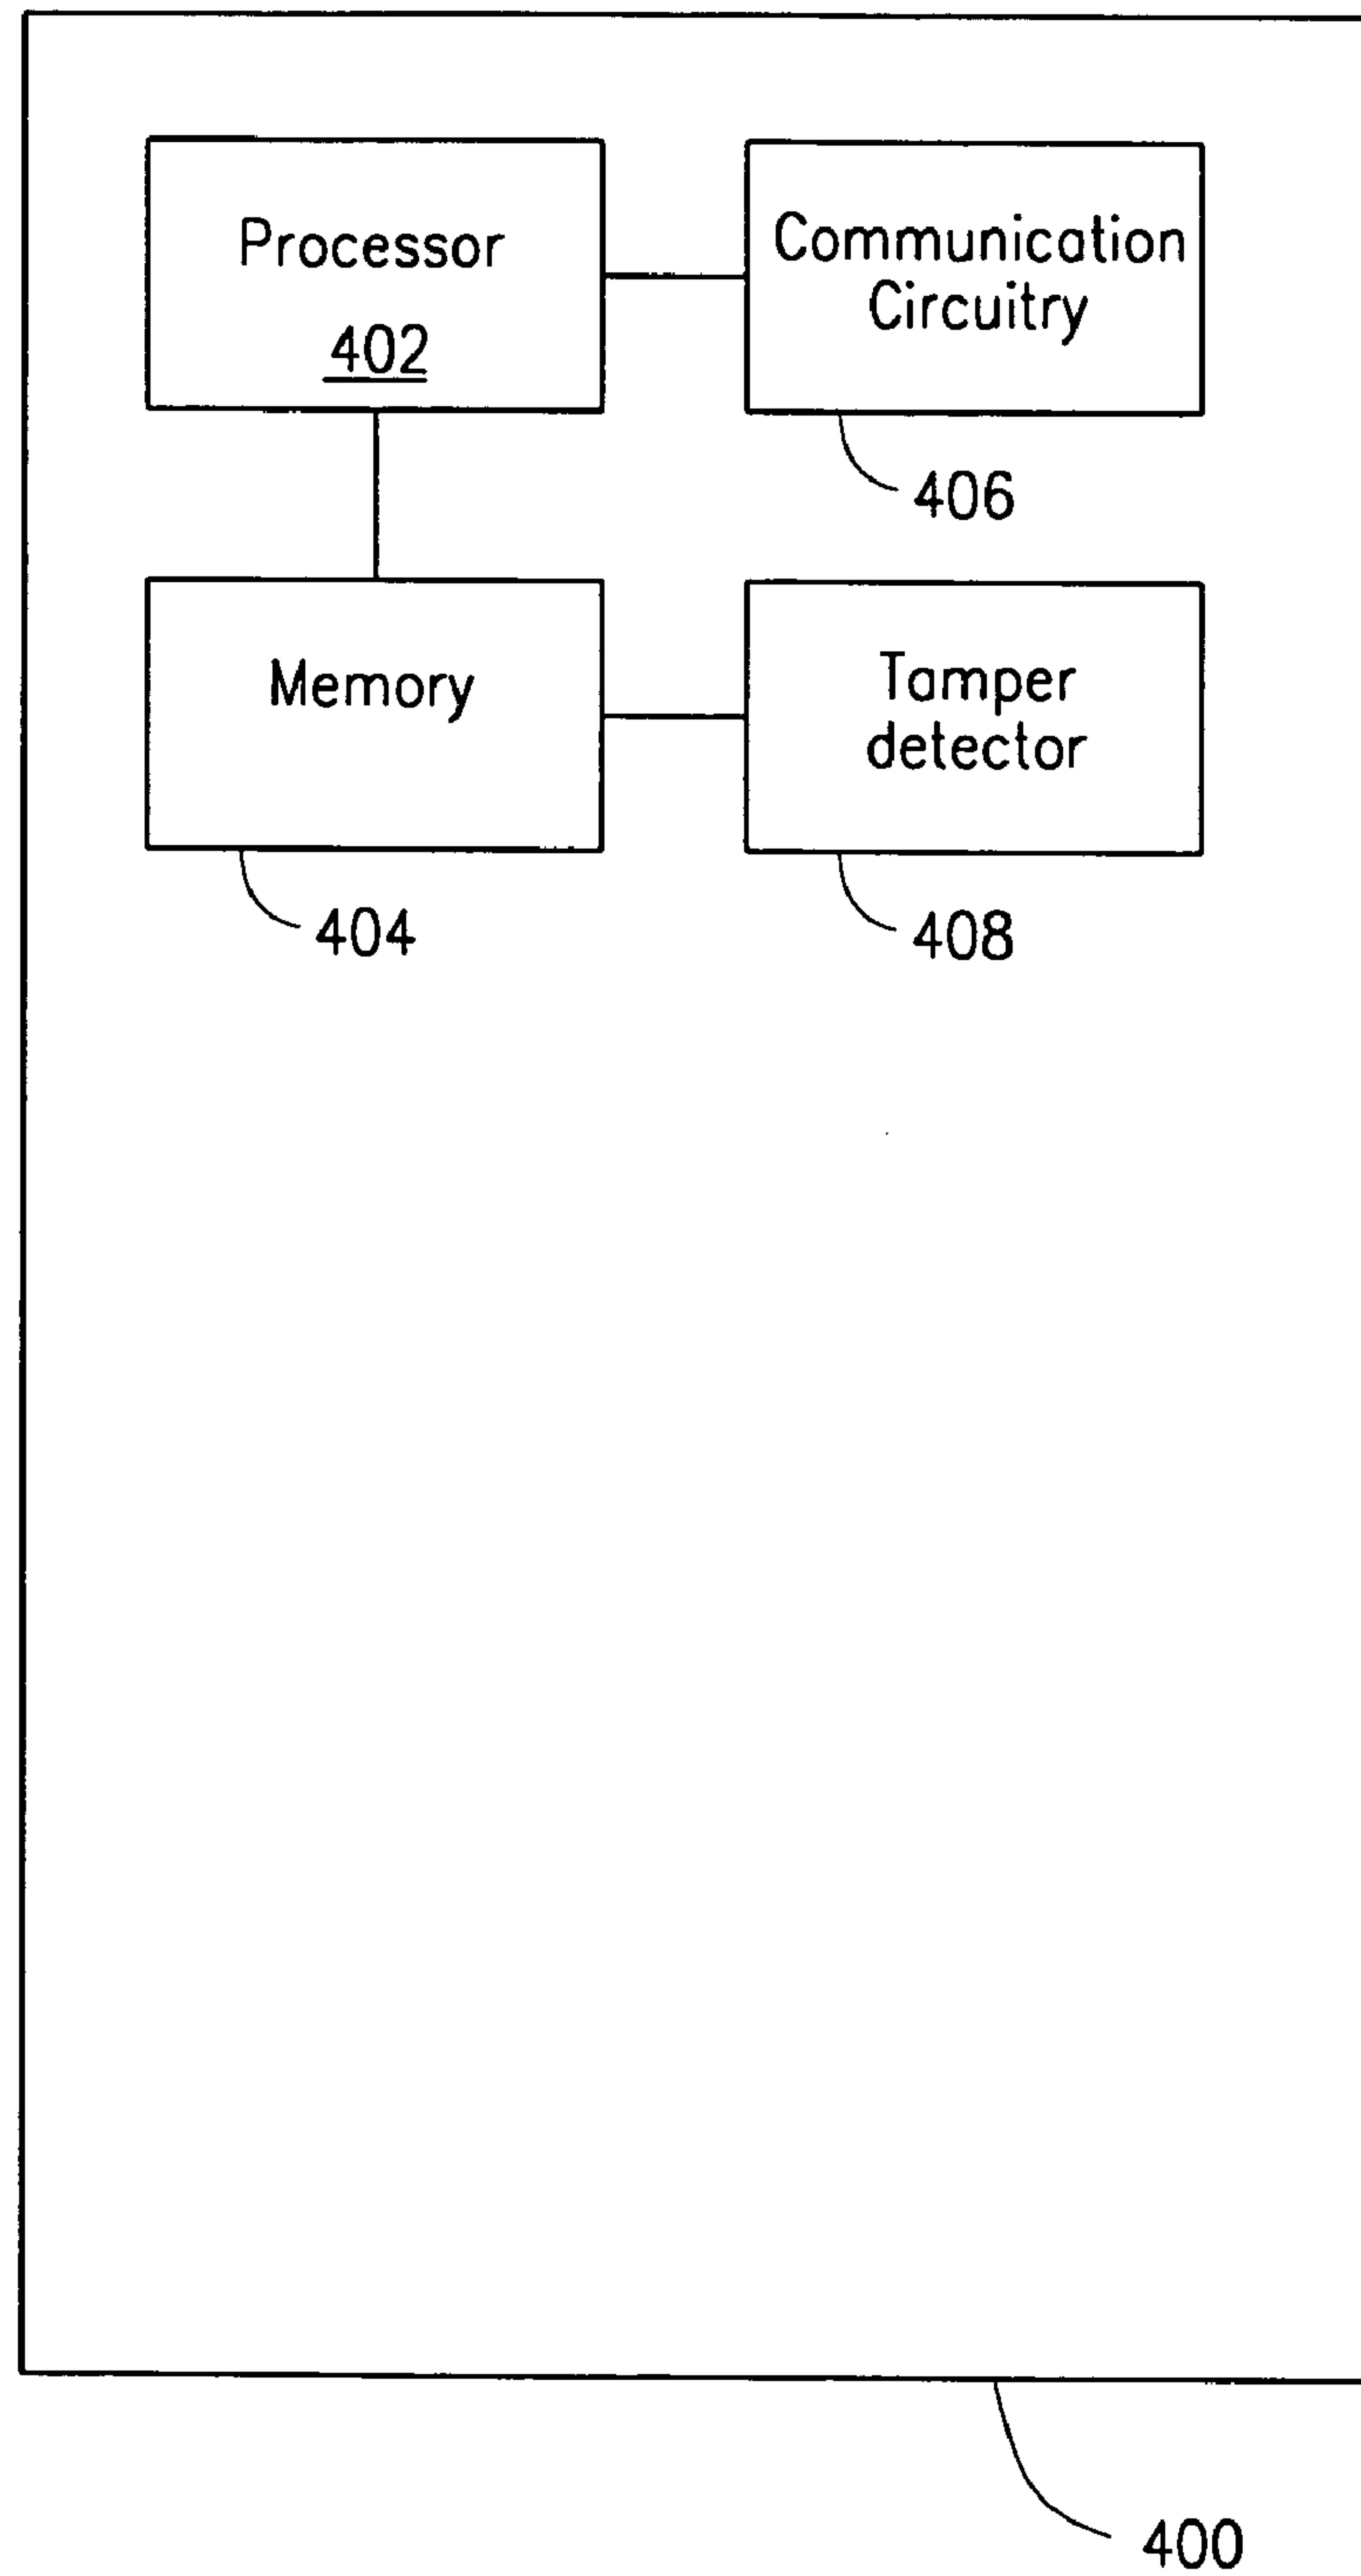 Processor
402
Communication
Circuitry
406
Memory
404
Tamper
detector
408
400